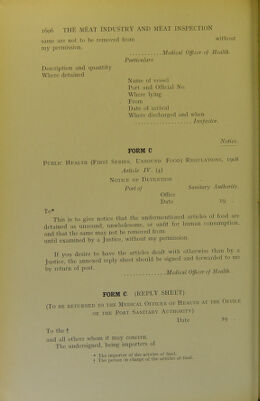 1606 THE MEAT INDUSTRY AND MEAT INSPECTION
same are not to be removed from without
my permission.
............Medical Officer of Health.
Particulars
Description and quantity
Where detained
Name of vessel
Port and Official No.
Where lying
From
Date of arrival
Where discharged and when
....................Inspector.
Notice.
FORM C
PUBLIC HEALTH (FIRST SERIES, UNSOUND FOOD) REGULATIONS, 1908
Article IV. (4)
NOTICE OF DETENTION
Port of Sanitary Authority.
Office
Date 19 .
To*
This is to give notice that the undermentioned articles of food are
detained as unsound, unwholesome, or unfit for human consumption,
and that the same may not be removed from
until examined by a Justice, without my permission.
If you desire to have the articles dealt with otherwise than by a
Justice, the annexed reply sheet should be signed and forwarded to me
by return of post.
............Medical Officer of Health.
FORM C (REPLY SHEET)
(TO BE RETURNED TO THE MEDICAL OFFICER OF HEALTH AT THE OFFICE
OF THE PORT SANITARY AUTHORITY)
Date 19 .
To the †
and all others whom it may concern.
The undersigned, being importers of
* The importer of the articles of food.
† The person in charge of the articles of food.